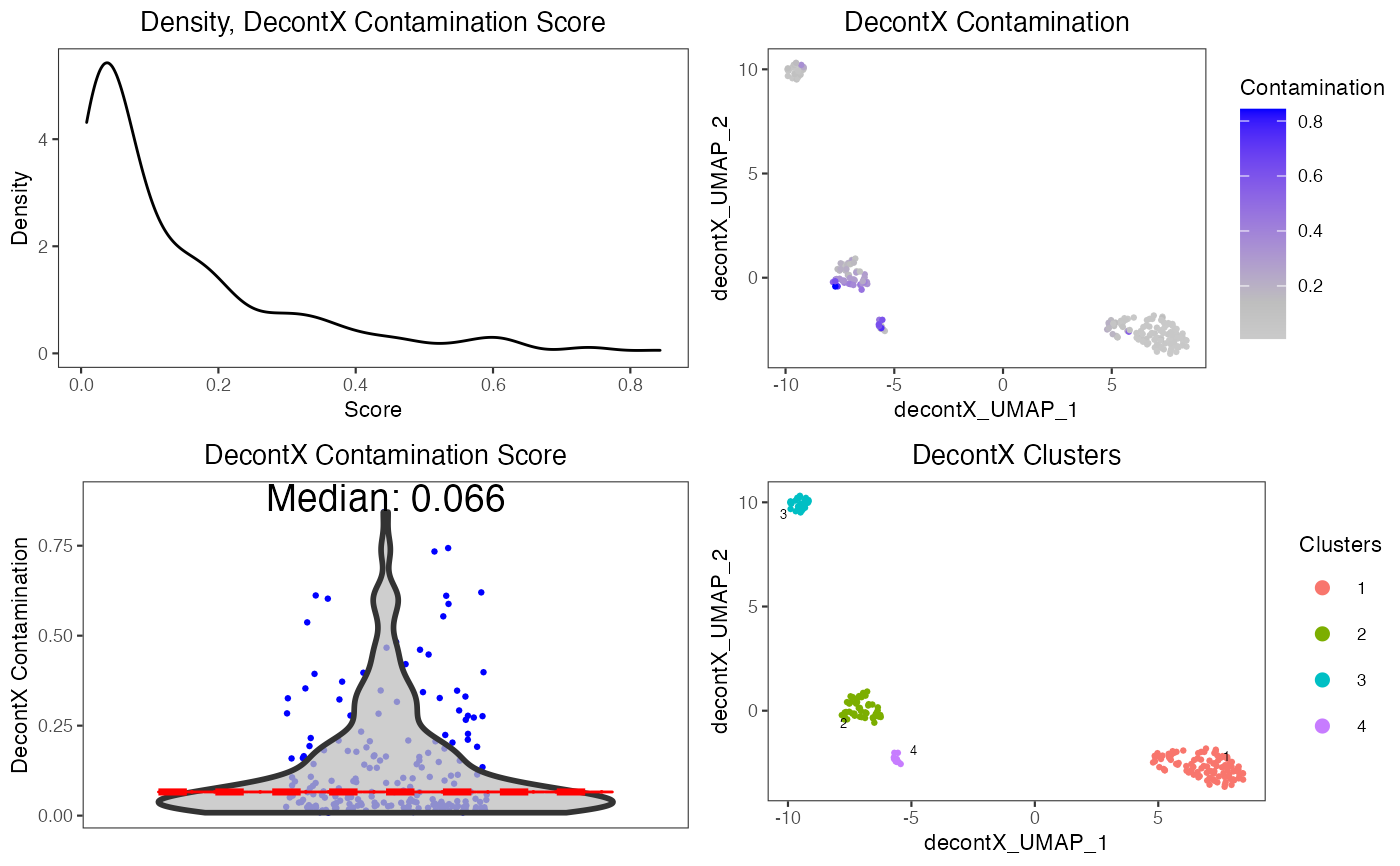 Density, DecontX Contamination Score
Density
4
2
0
0.0 0.2 0.4 0.6 0.8
Score
DecontX Contamination
decontX_UMAP_2
10
5
0
-10 -5 0 5
decontX_UMAP_1
Contamination
0.8
0.6
0.4
0.2
DecontX Contamination Score
Median: 0.066
DecontX Contamination
0.75
0.50
0.25
0.00
DecontX Clusters
decontX_UMAP_2
10
5
0
3
2
4
1
-10 -5 0 5
decontX_UMAP_1
Clusters
1
2
3
4